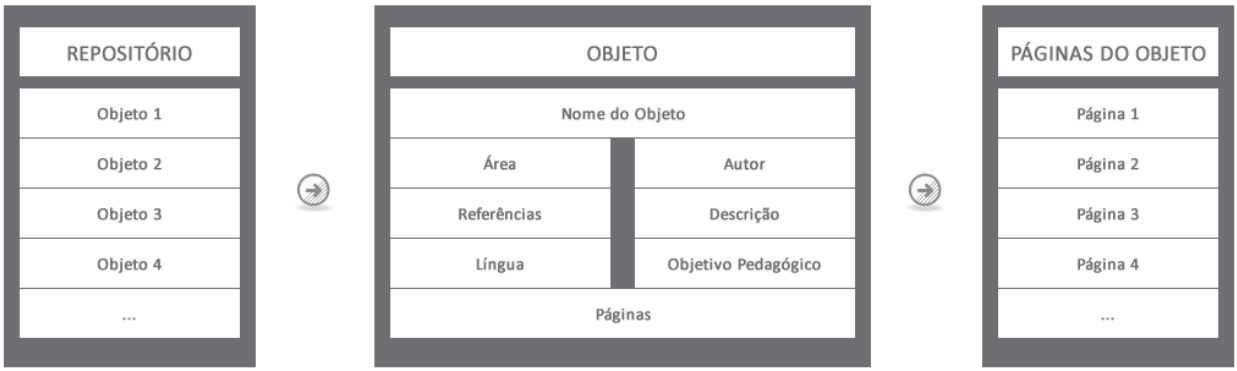 REPOSITÓRIO
Objeto 1
Objeto 2
Objeto 3
Objeto 4
...
OBJETO
Nome do Objeto
Área
Autor
Referências
Descrição
Língua
Objetivo Pedagógico
Páginas
PÁGINAS DO OBJETO
Página 1
Página 2
Página 3
Página 4
...